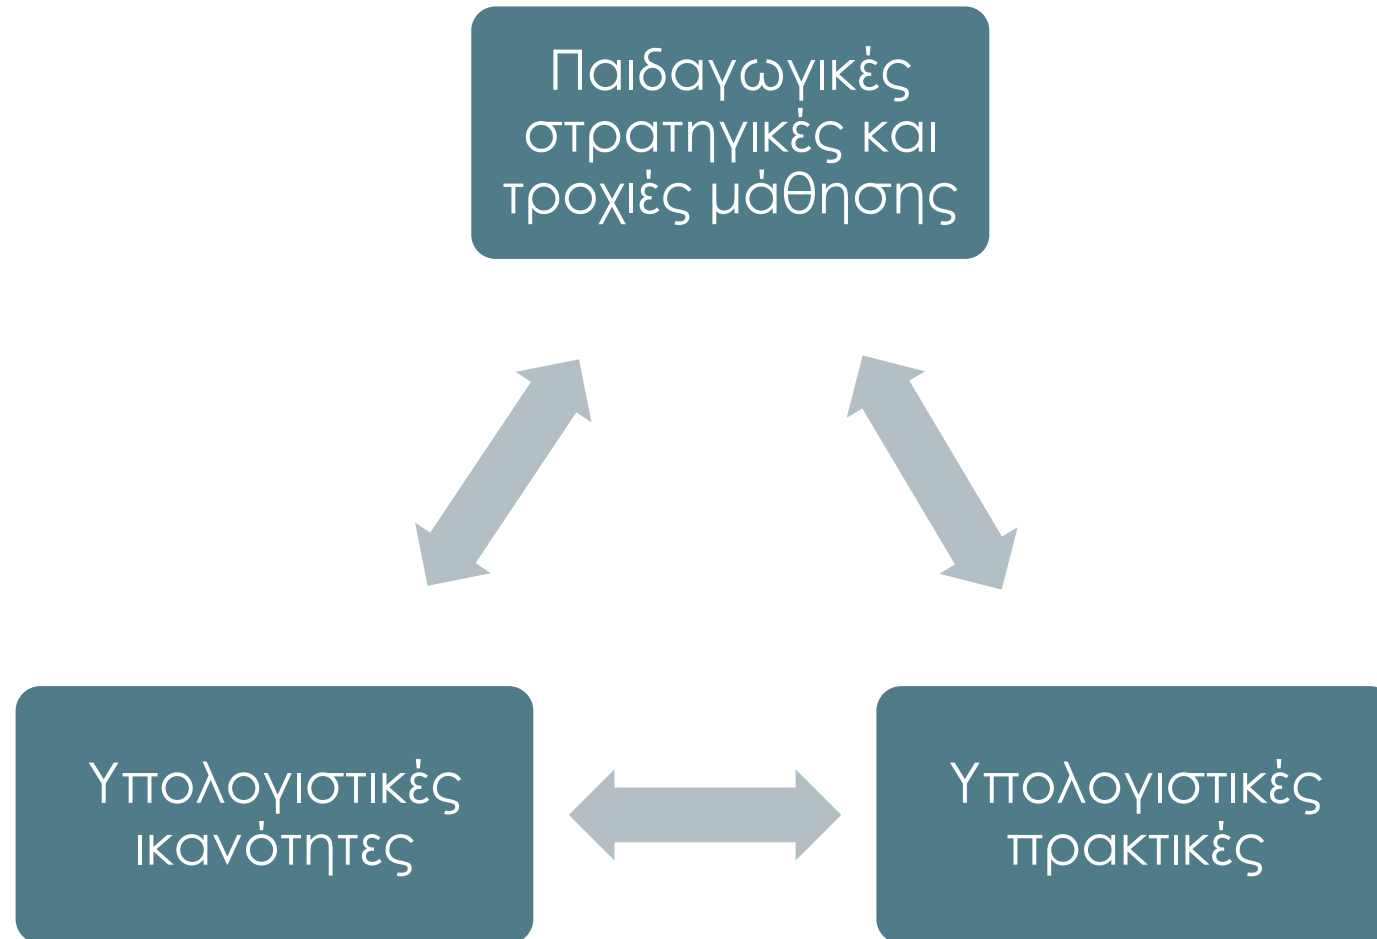 Παιδαγωγικές
στρατηγικές και
τροχιές μάθησης
Υπολογιστικές
ικανότητες
Υπολογιστικές
πρακτικές